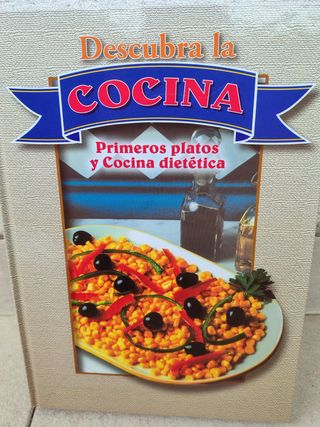 Descubra la
COCINA
Primeros platos
y Cocina dietética